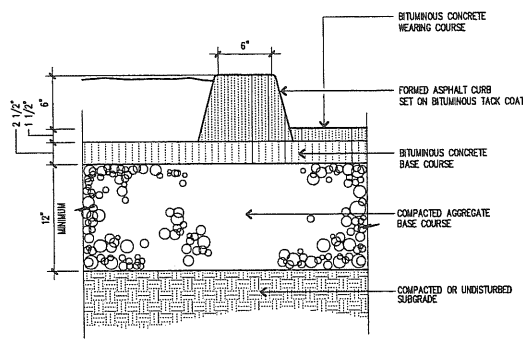 BITUMINOUS CONCRETE
WEARING COURSE
6"
FORMED ASPHALT CURB
SET ON BITUMINOUS TACK COAT
6"
1 1/2"
2 1/2"
BITUMINOUS CONCRETE
BASE COURSE
12"
MINIMUM
COMPACTED AGGREGATE
BASE COURSE
COMPACTED OR UNDISTURBED
SUBGRADE